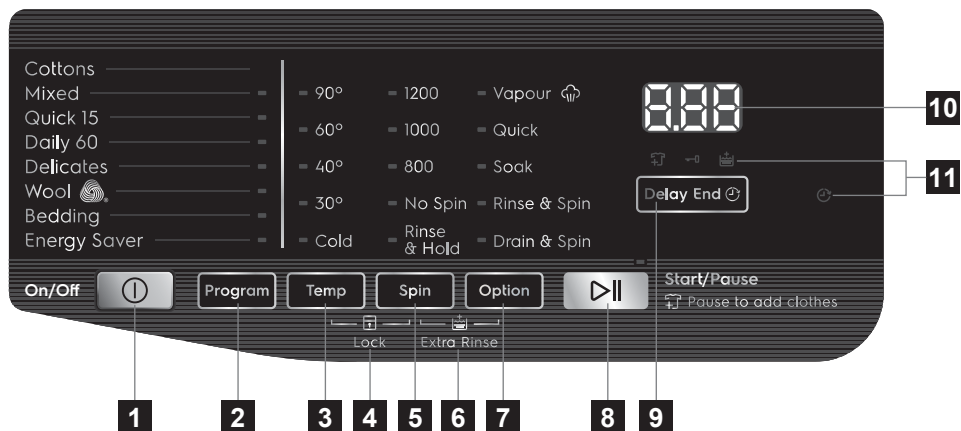 Cottons
Mixed
Quick 15
Daily 60
Delicates
Wool
Bedding
Energy Saver
90°
60°
40°
30°
Cold
1200
1000
800
No Spin
Rinse
& Hold
Vapour
Quick
Soak
Rinse & Spin
Drain & Spin
8.88
Delay End
10
11
On/Off
Program
Temp
Spin
Option
Start/Pause
Pause to add clothes
Lock
Extra Rinse
1
2
3
4
5
6
7
8
9